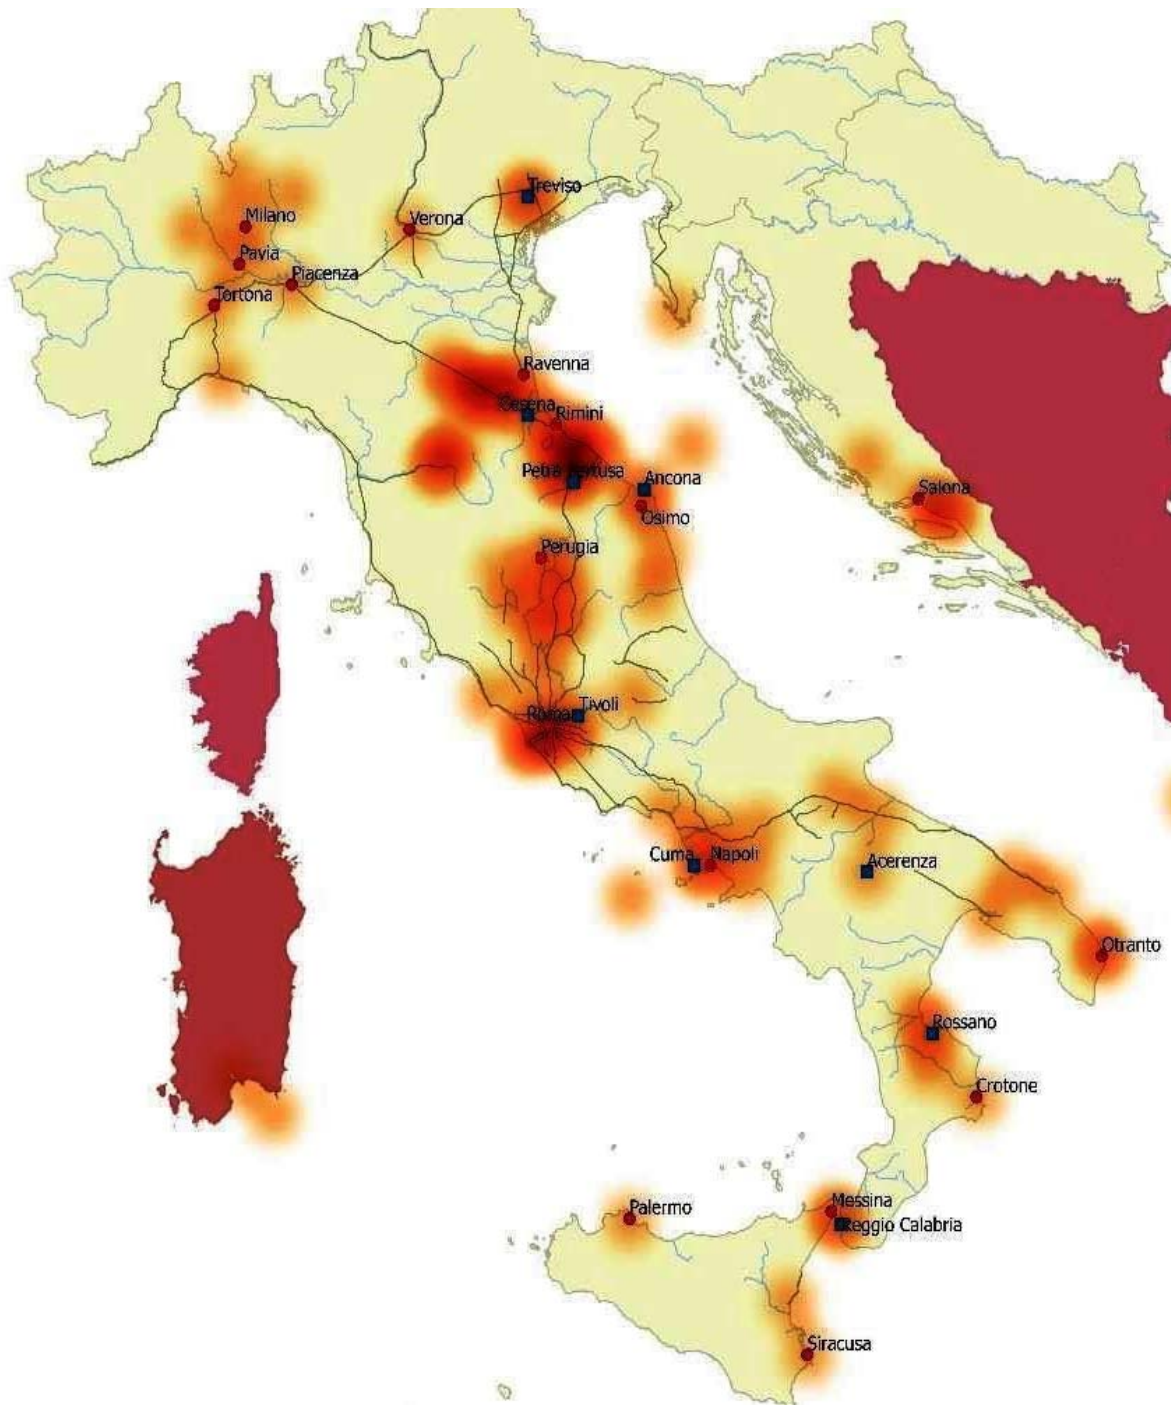 Treviso
Milano
Verona
Pavia
Piacenza
Tortona
Ravenna
Cesena
Rimini
Petra Pertusa
Ancona
Salona
Osimo
Perugia
Tivoli
Roma
Cuma
Napoli
Acerenza
Otranto
Rossano
Crotone
Messina
Palermo
Reggio Calabria
Siracusa